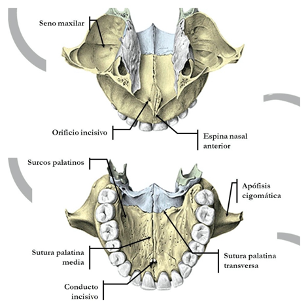 Seno maxilar
Orificio incisivo
Espina nasal
anterior
Surcos palatinos
Apófisis
cigomática
Sutura palatina
media
Sutura palatina
transversa
Conducto
incisivo